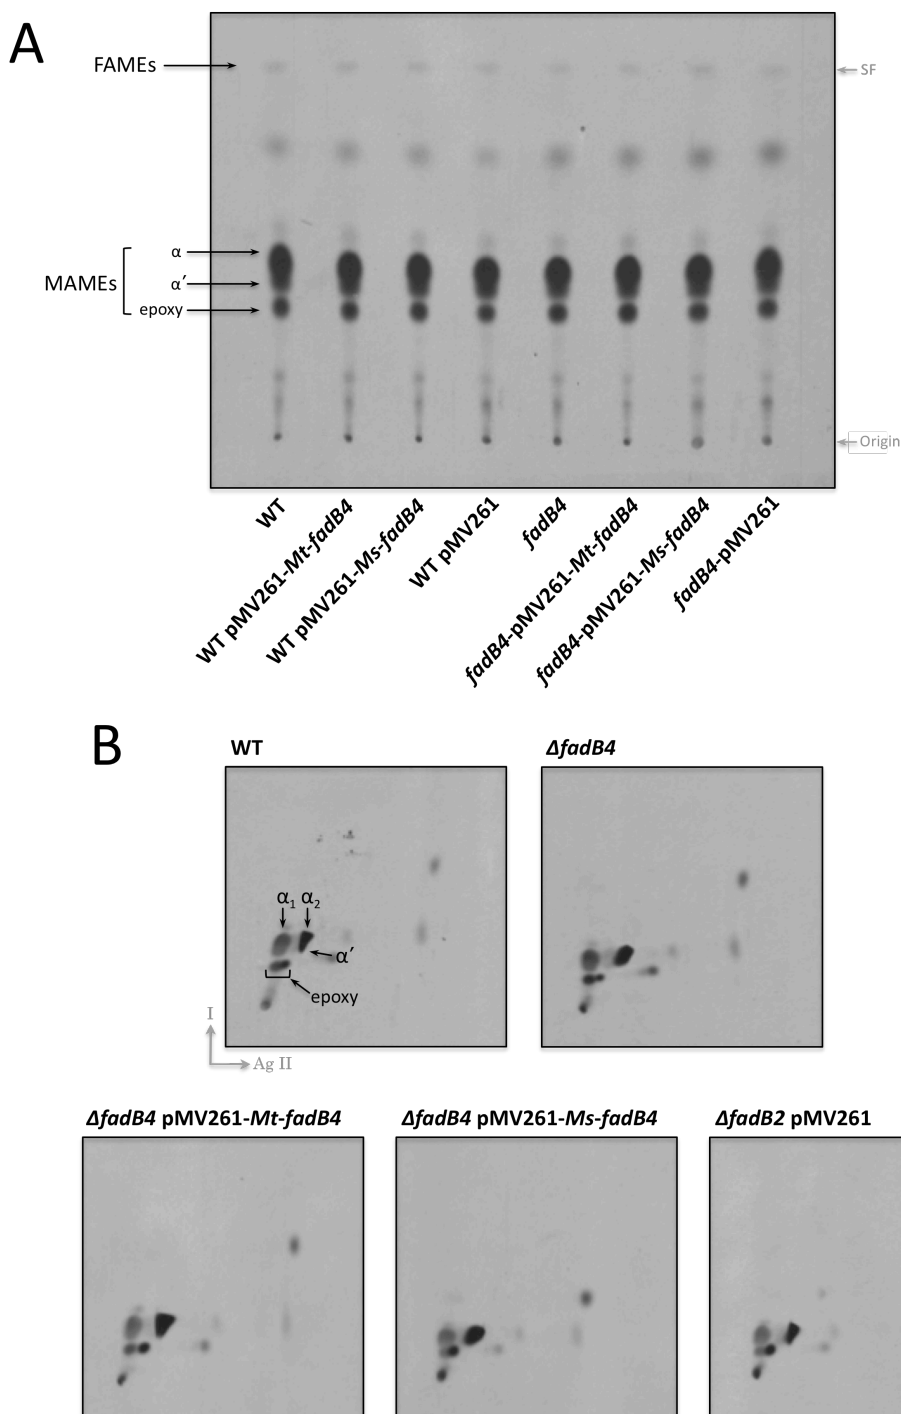 A
FAMEs
SF
α
MAMEs
α′
epoxy
Origin
WT
WT pMV261-Mt-fadB4
WT pMV261-Ms-fadB4
WT pMV261
fadB4
fadB4-pMV261-Mt-fadB4
fadB4-pMV261-Ms-fadB4
fadB4-pMV261
B
WT
ΔfadB4
α₁ α₂
α′
epoxy
I
Ag II
ΔfadB4 pMV261-Mt-fadB4
ΔfadB4 pMV261-Ms-fadB4
ΔfadB2 pMV261